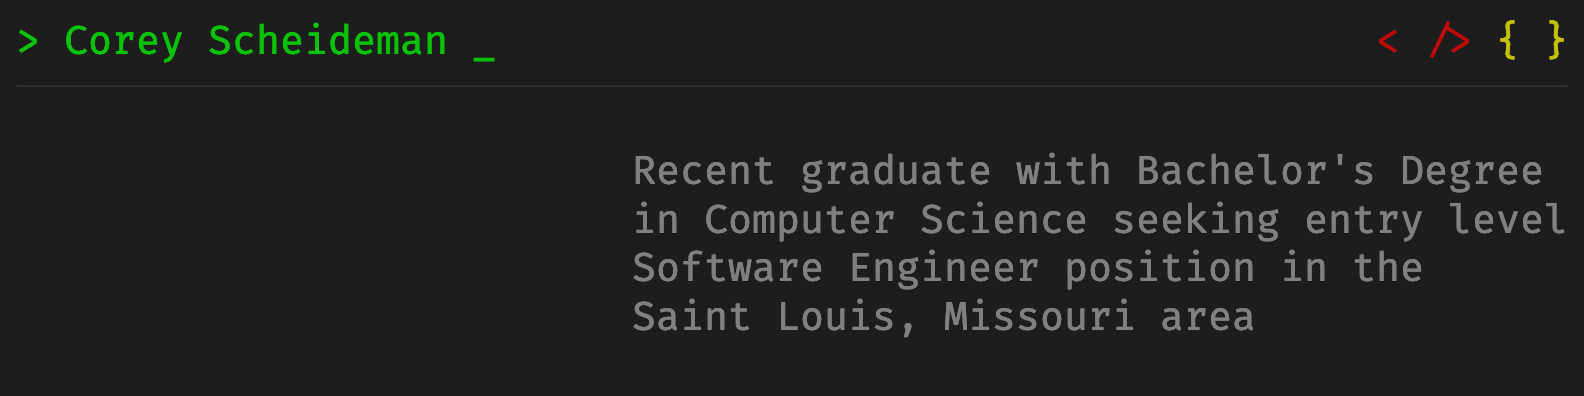 > Corey Scheideman _ < /> { }
Recent graduate with Bachelor's Degree
in Computer Science seeking entry level
Software Engineer position in the
Saint Louis, Missouri area